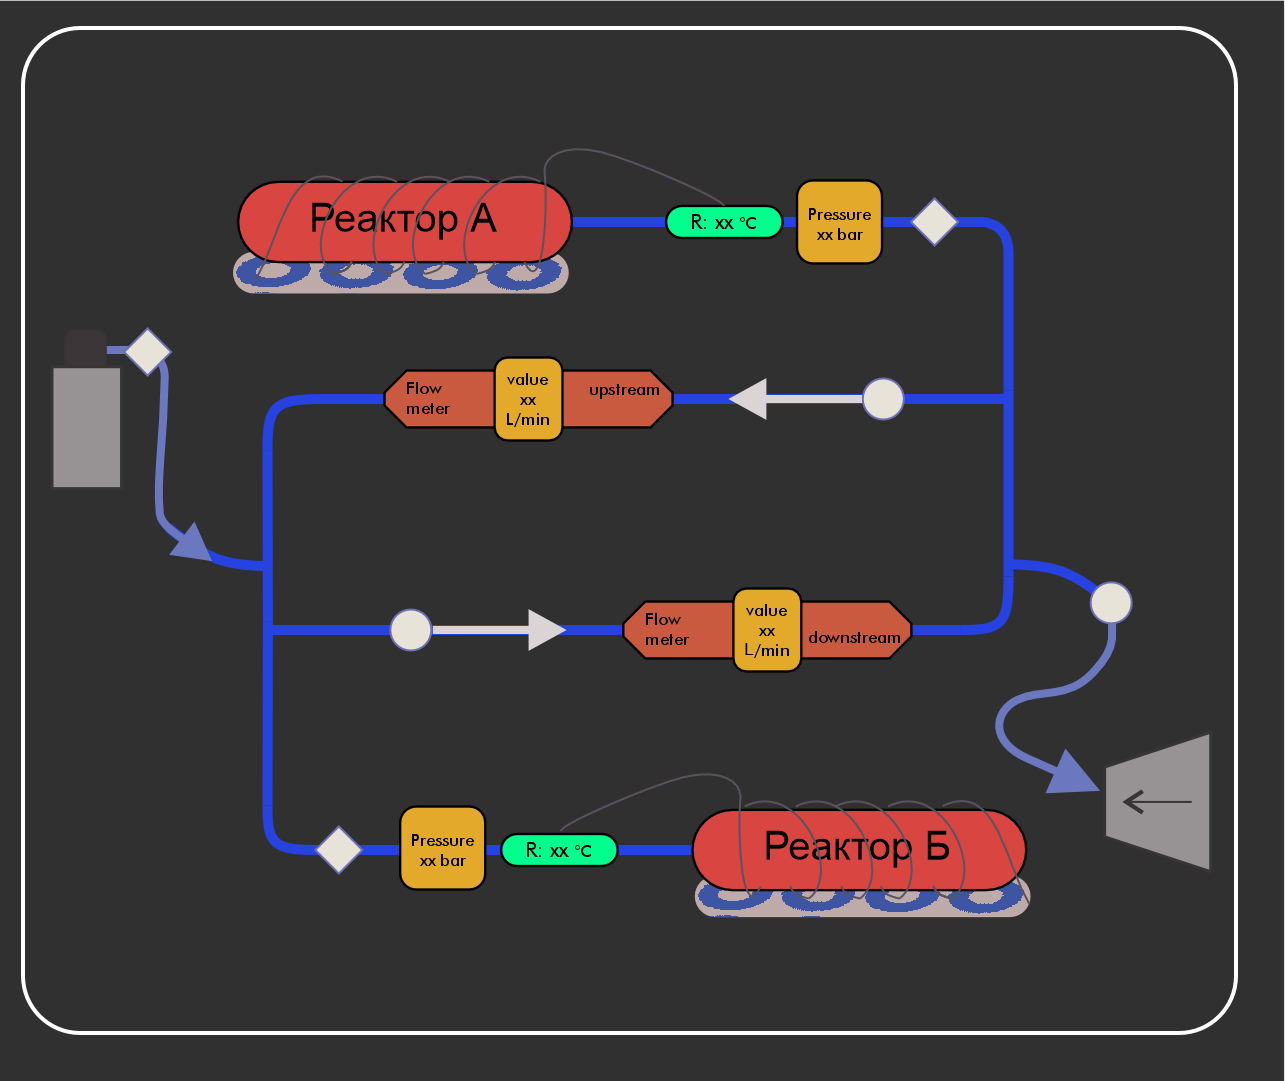 Реактор А
R: xx °C
Pressure
xx bar
Flow
meter
value
xx
L/min
upstream
Flow
meter
value
xx
L/min
downstream
Pressure
xx bar
R: xx °C
Реактор Б